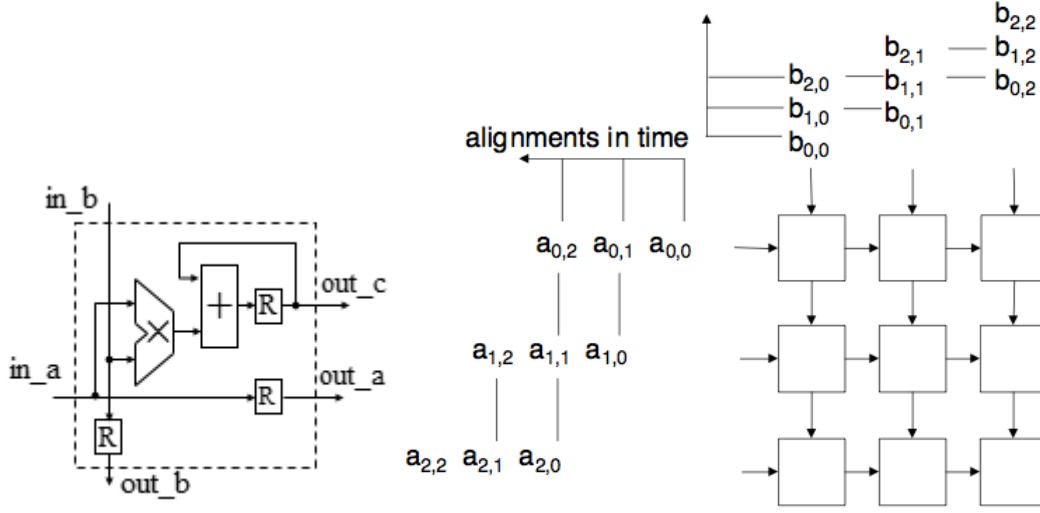 in_b
R
+
out_c
in_a
R
out_a
R
out_b
alignments in time
a0,2 a0,1 a0,0
a1,2 a1,1 a1,0
a2,2 a2,1 a2,0
b2,2
b2,1 b1,2
b2,0 b1,1 b0,2
b1,0 b0,1
b0,0